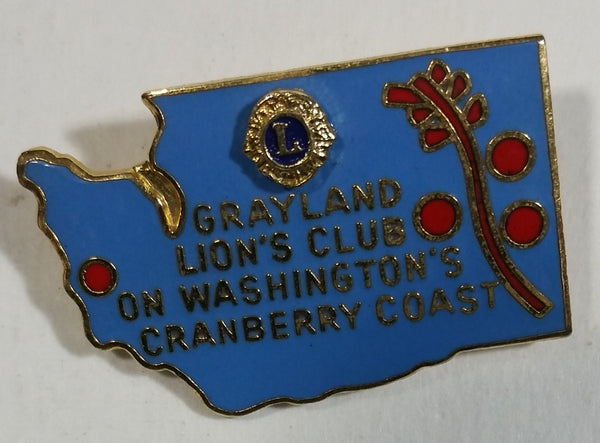 L
GRAYLAND
LION'S CLUB
ON WASHINGTON'S
CRANBERRY COAST